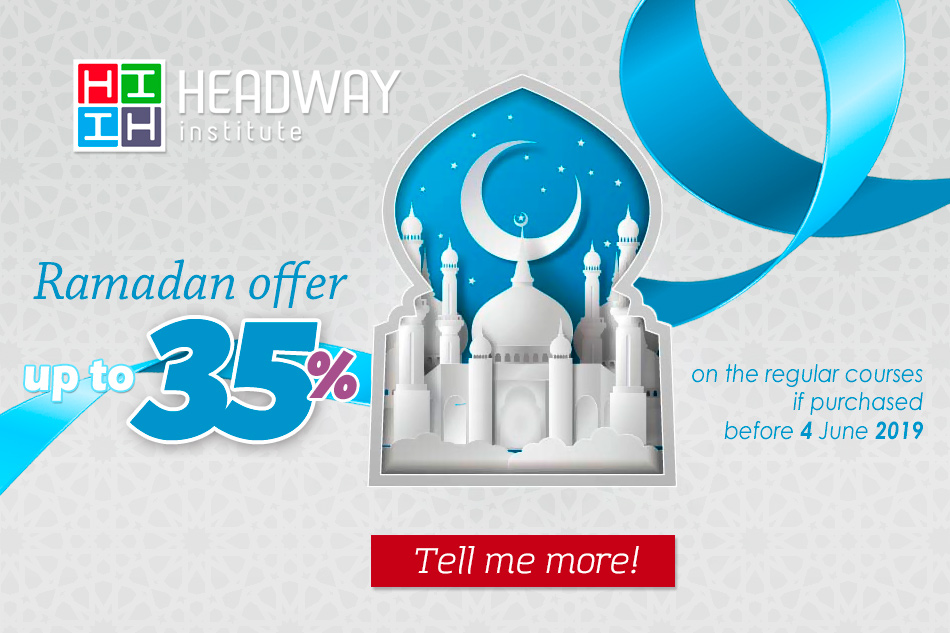 HI
IH
HEADWAY
institute
Ramadan offer
up to 35%
on the regular courses
if purchased
before 4 June 2019
Tell me more!